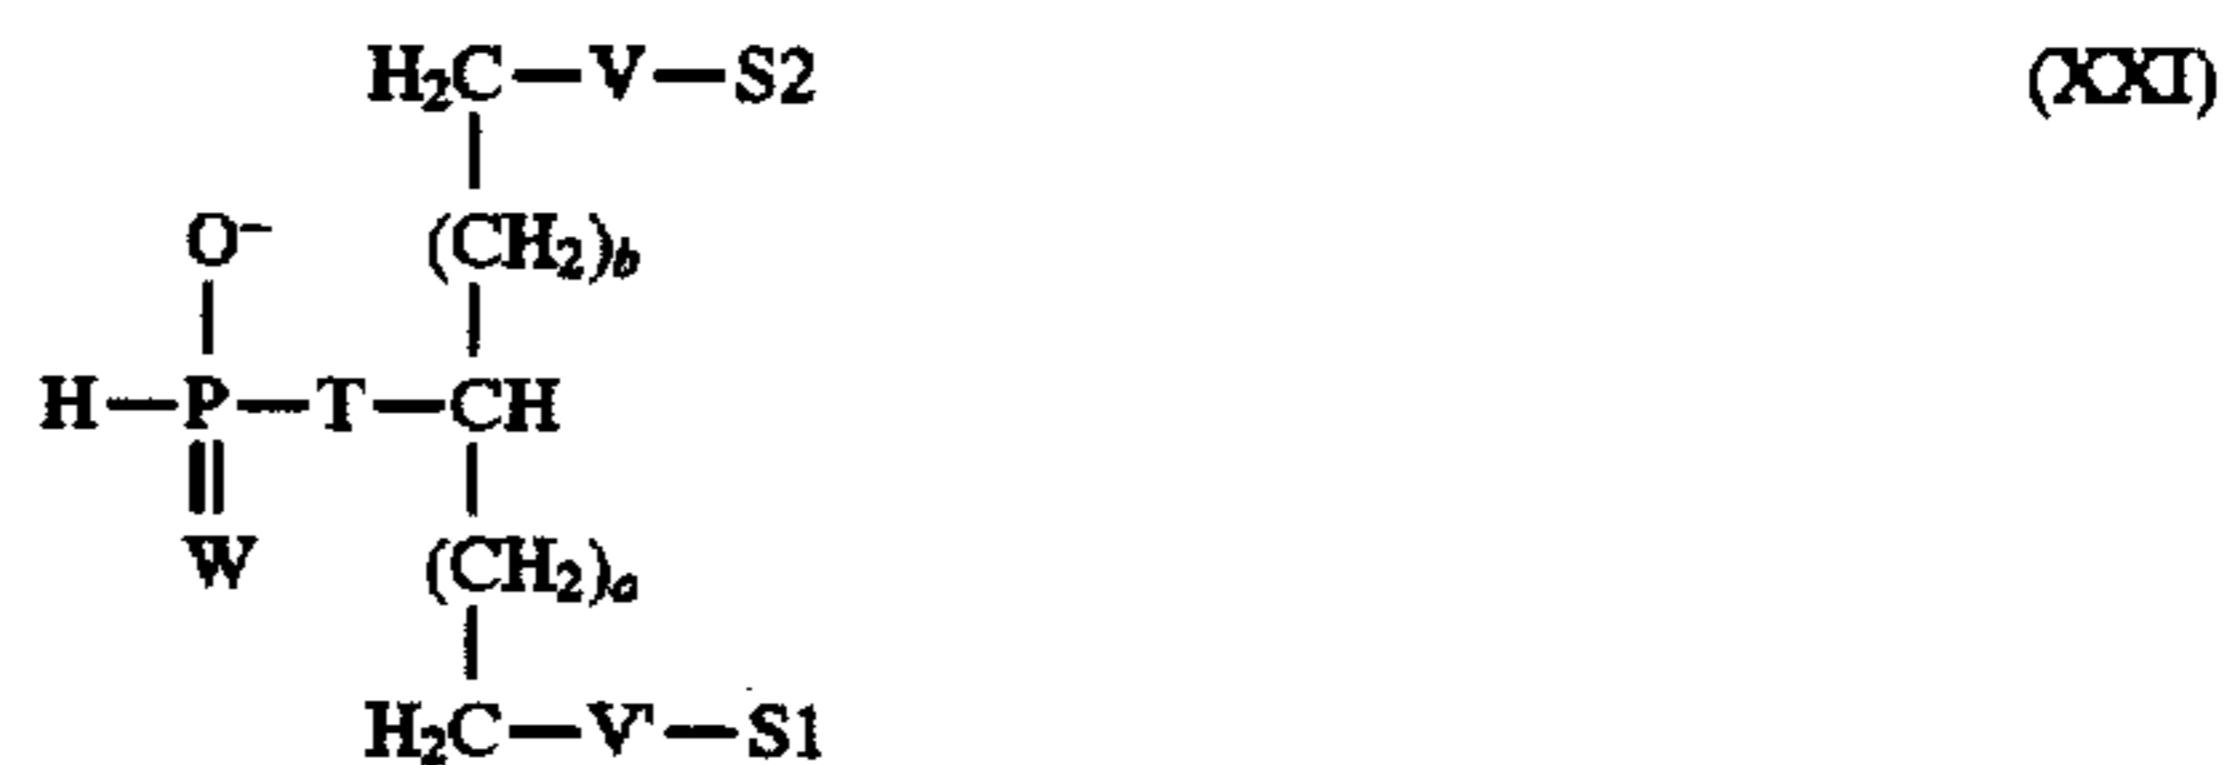 H₂C—V—S2 (XXI)
O⁻ (CH₂)b
H—P—T—CH
W (CH₂)a
H₂C—V'—S1